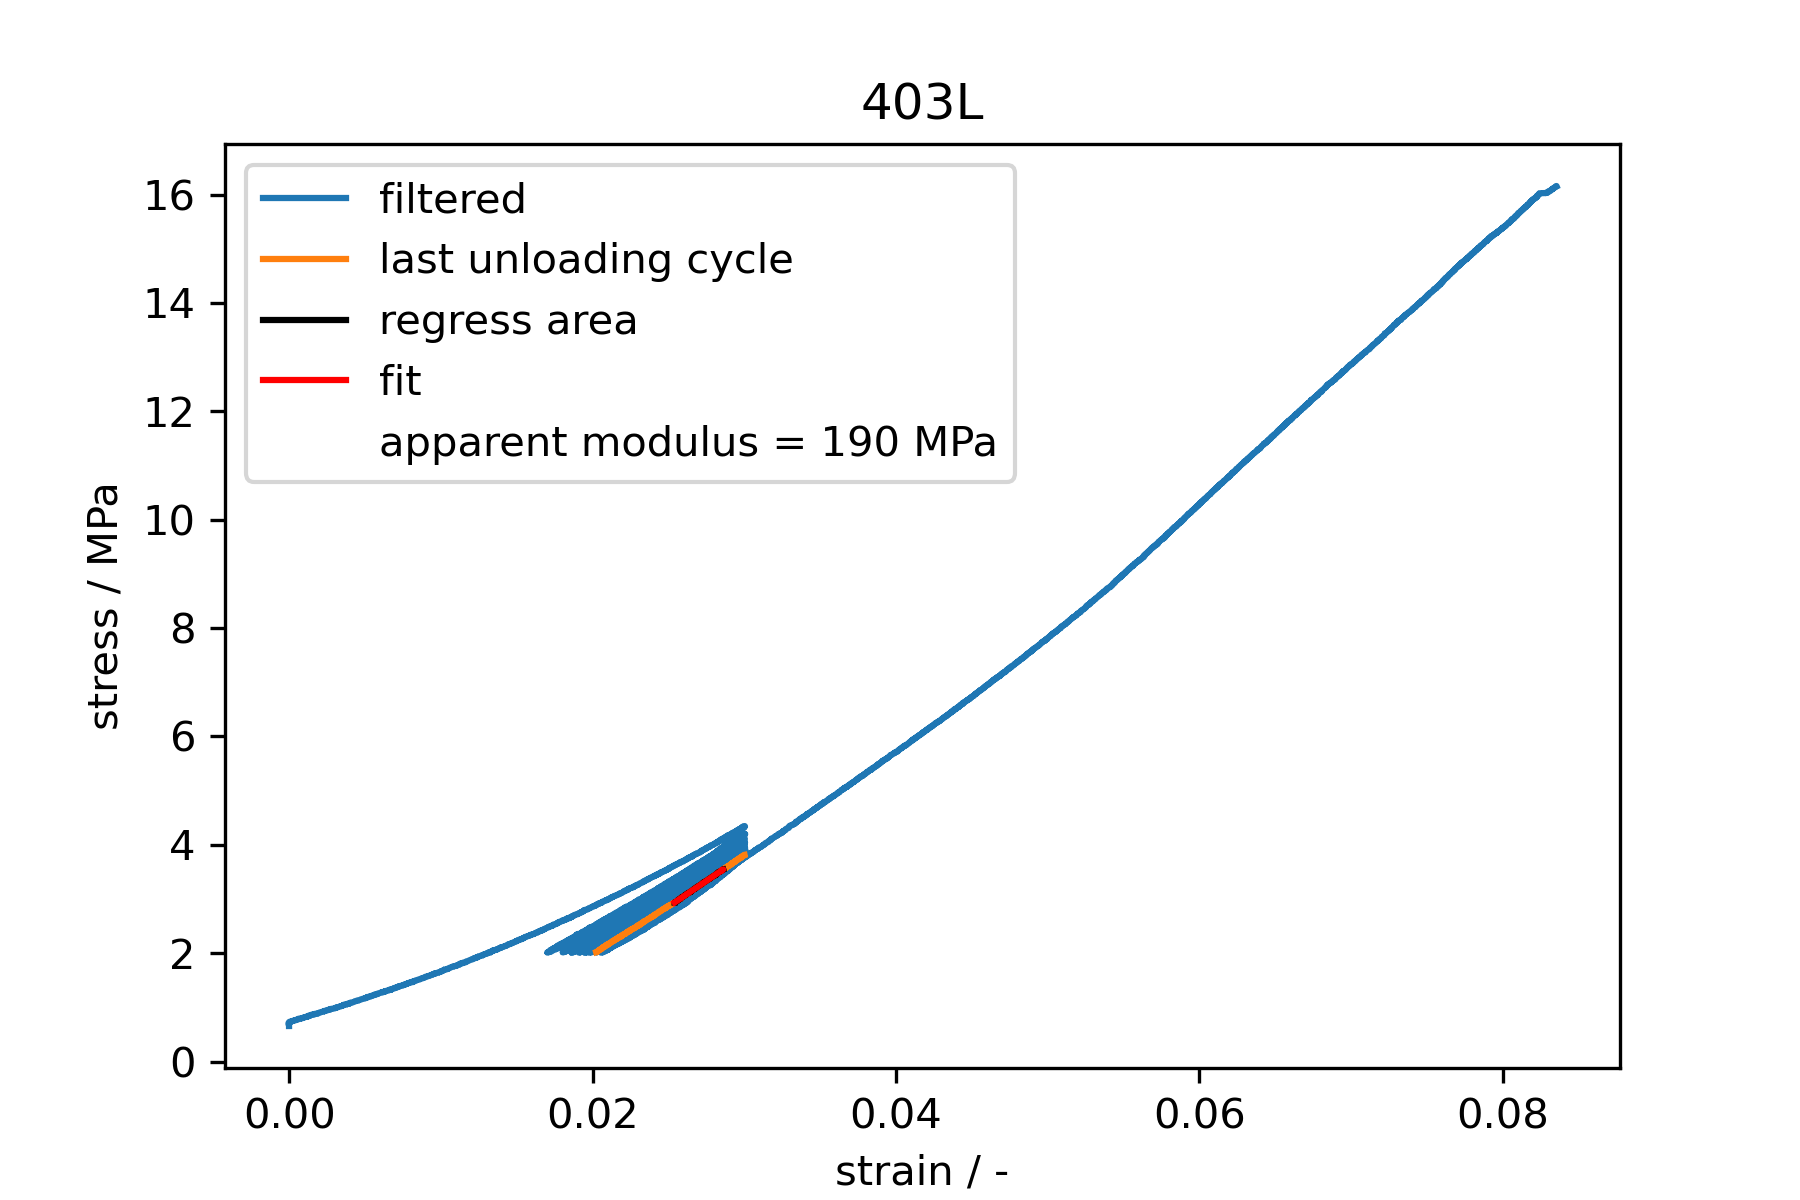 403L
filtered
last unloading cycle
regress area
fit
apparent modulus = 190 MPa
stress / MPa
16
14
12
10
8
6
4
2
0
0.00 0.02 0.04 0.06 0.08
strain / -